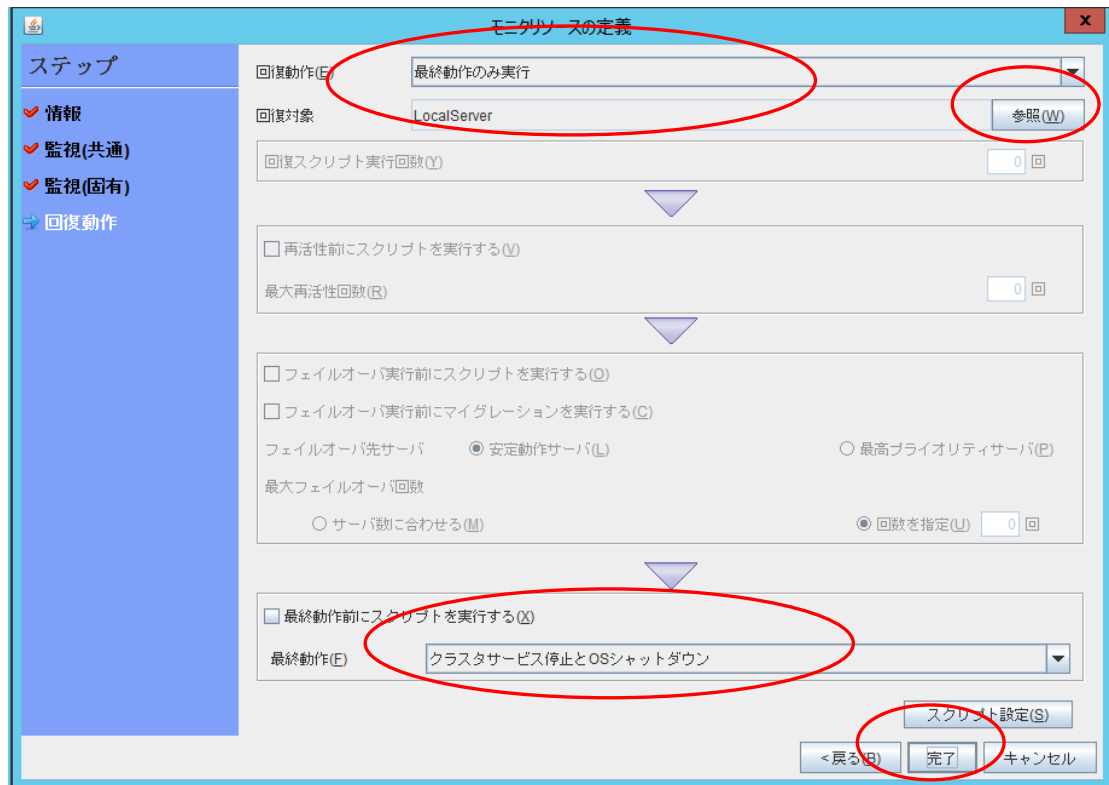 モニタリソースの定義
x
ステップ
情報
監視(共通)
監視(固有)
回復動作
回復動作(E) 最終動作のみ実行
回復対象 LocalServer 参照(W)
回復スクリプト実行回数(Y) 0 回
再活性前にスクリプトを実行する(V)
最大再活性回数(R) 0 回
フェイルオーバ実行前にスクリプトを実行する(O)
フェイルオーバ実行前にマイグレーションを実行する(C)
フェイルオーバ先サーバ 安定動作サーバ(L) 最高プライオリティサーバ(P)
最大フェイルオーバ回数
サーバ数に合わせる(M) 回数を指定(U) 0 回
最終動作前にスクリプトを実行する(X)
最終動作(F) クラスタサービス停止とOSシャットダウン
スクリプト設定(S)
<戻る(B) 完了 キャンセル